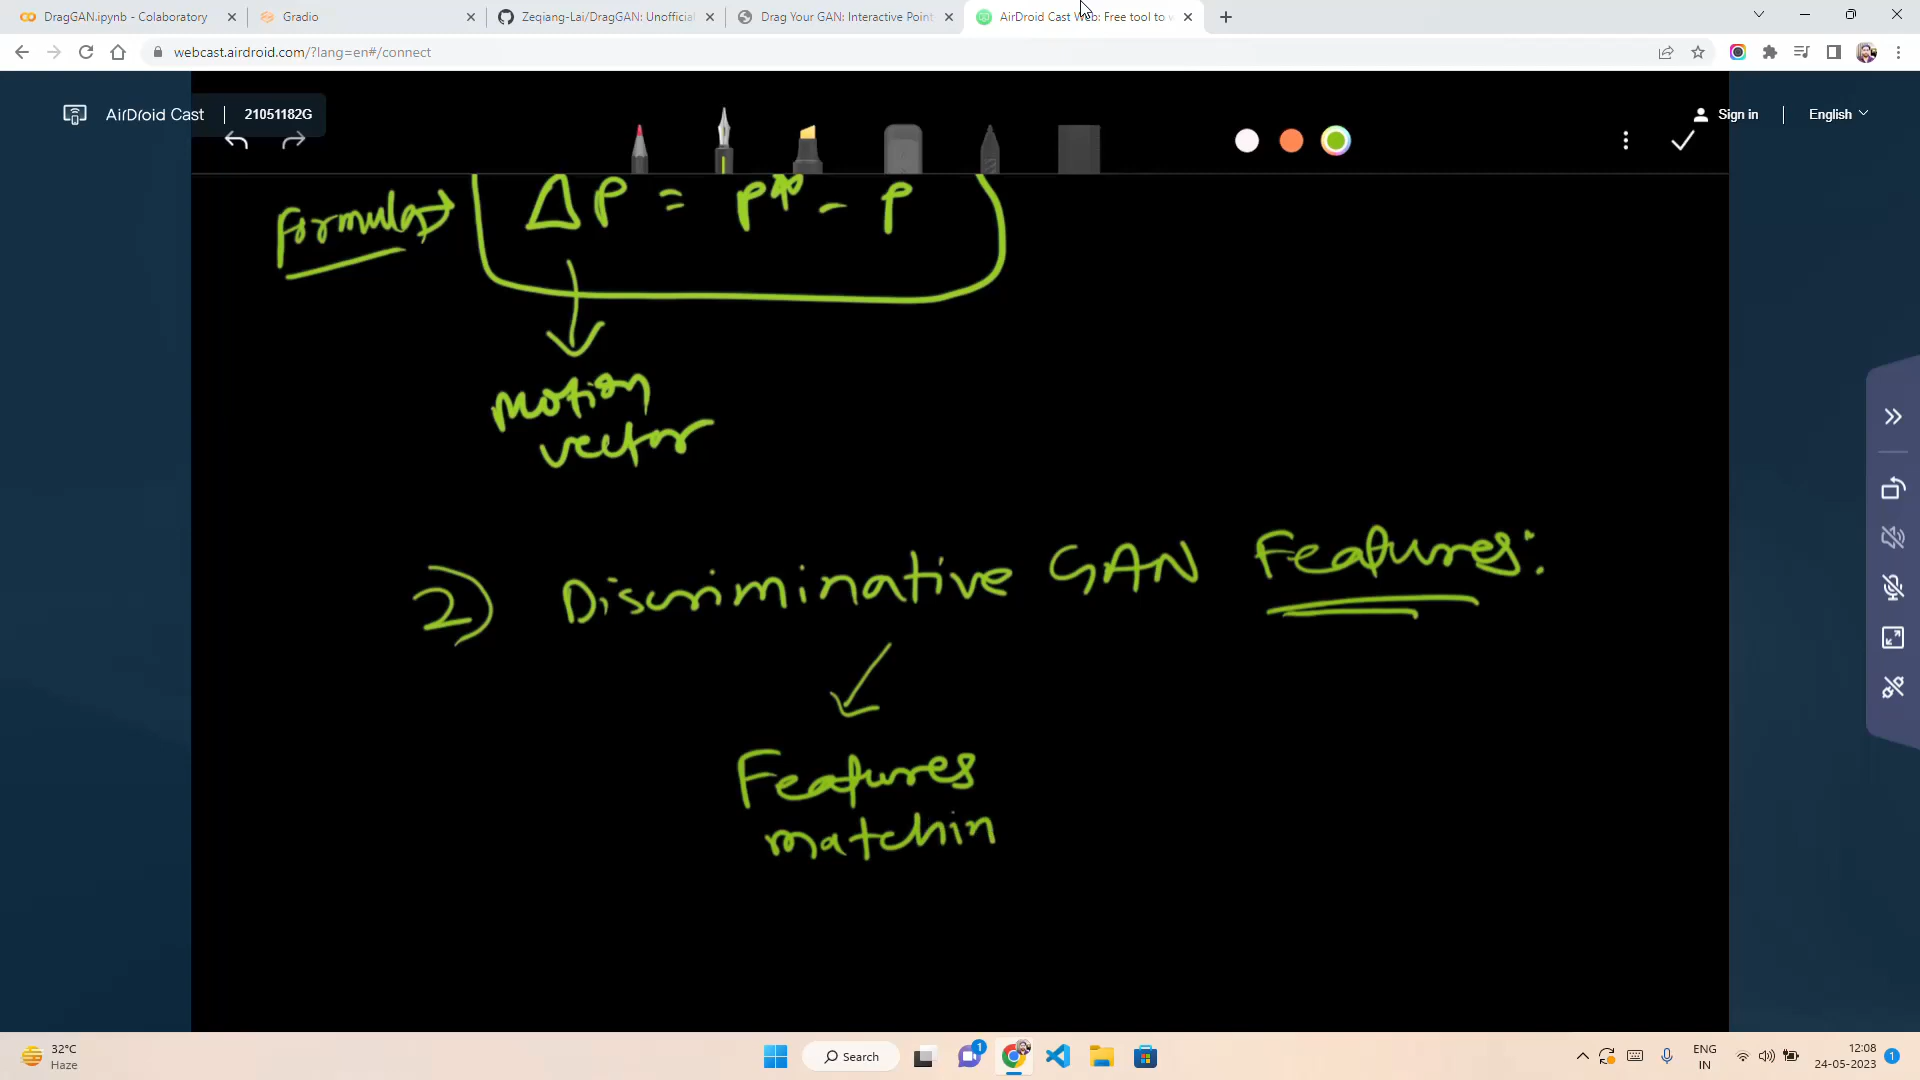 DragGAN.ipynb - Colaboratory
Gradio
Zeqiang-Lai/DragGAN: Unofficial
Drag Your GAN: Interactive Point
AirDroid Cast Web: Free tool to v
webcast.airdroid.com/?lang=en#/connect
AirDroid Cast
21051182G
Sign in
English
Formula
ΔP = P* - P
motion
vector
2) Discriminative GAN Features:
Features
matchin
32°C
Haze
Search
1
ENG
IN
12:08
24-05-2023
1